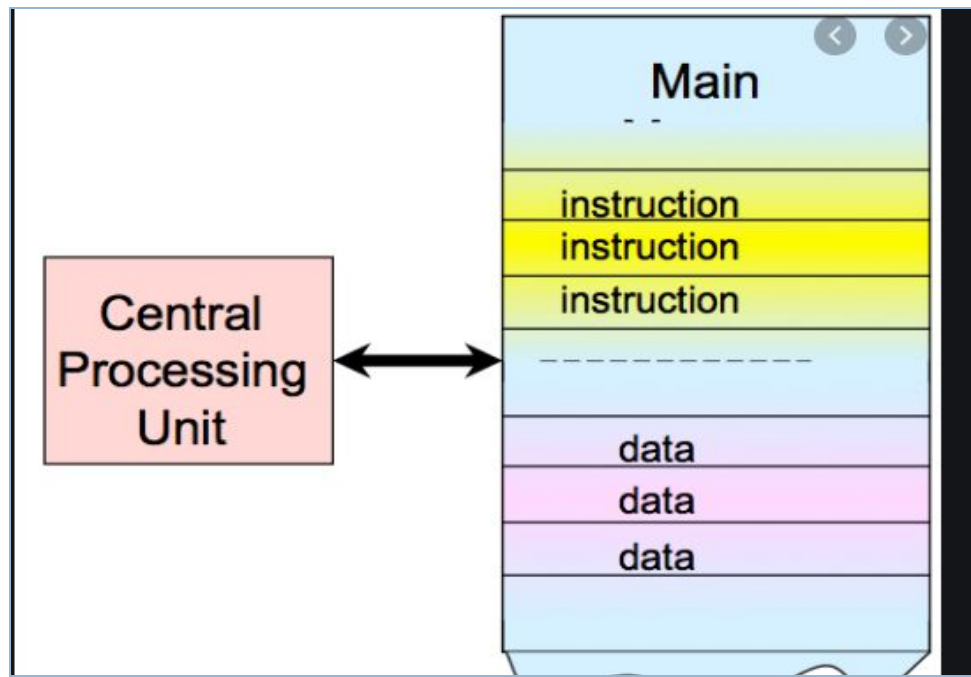 Main
instruction
instruction
instruction
Central
Processing
Unit
data
data
data